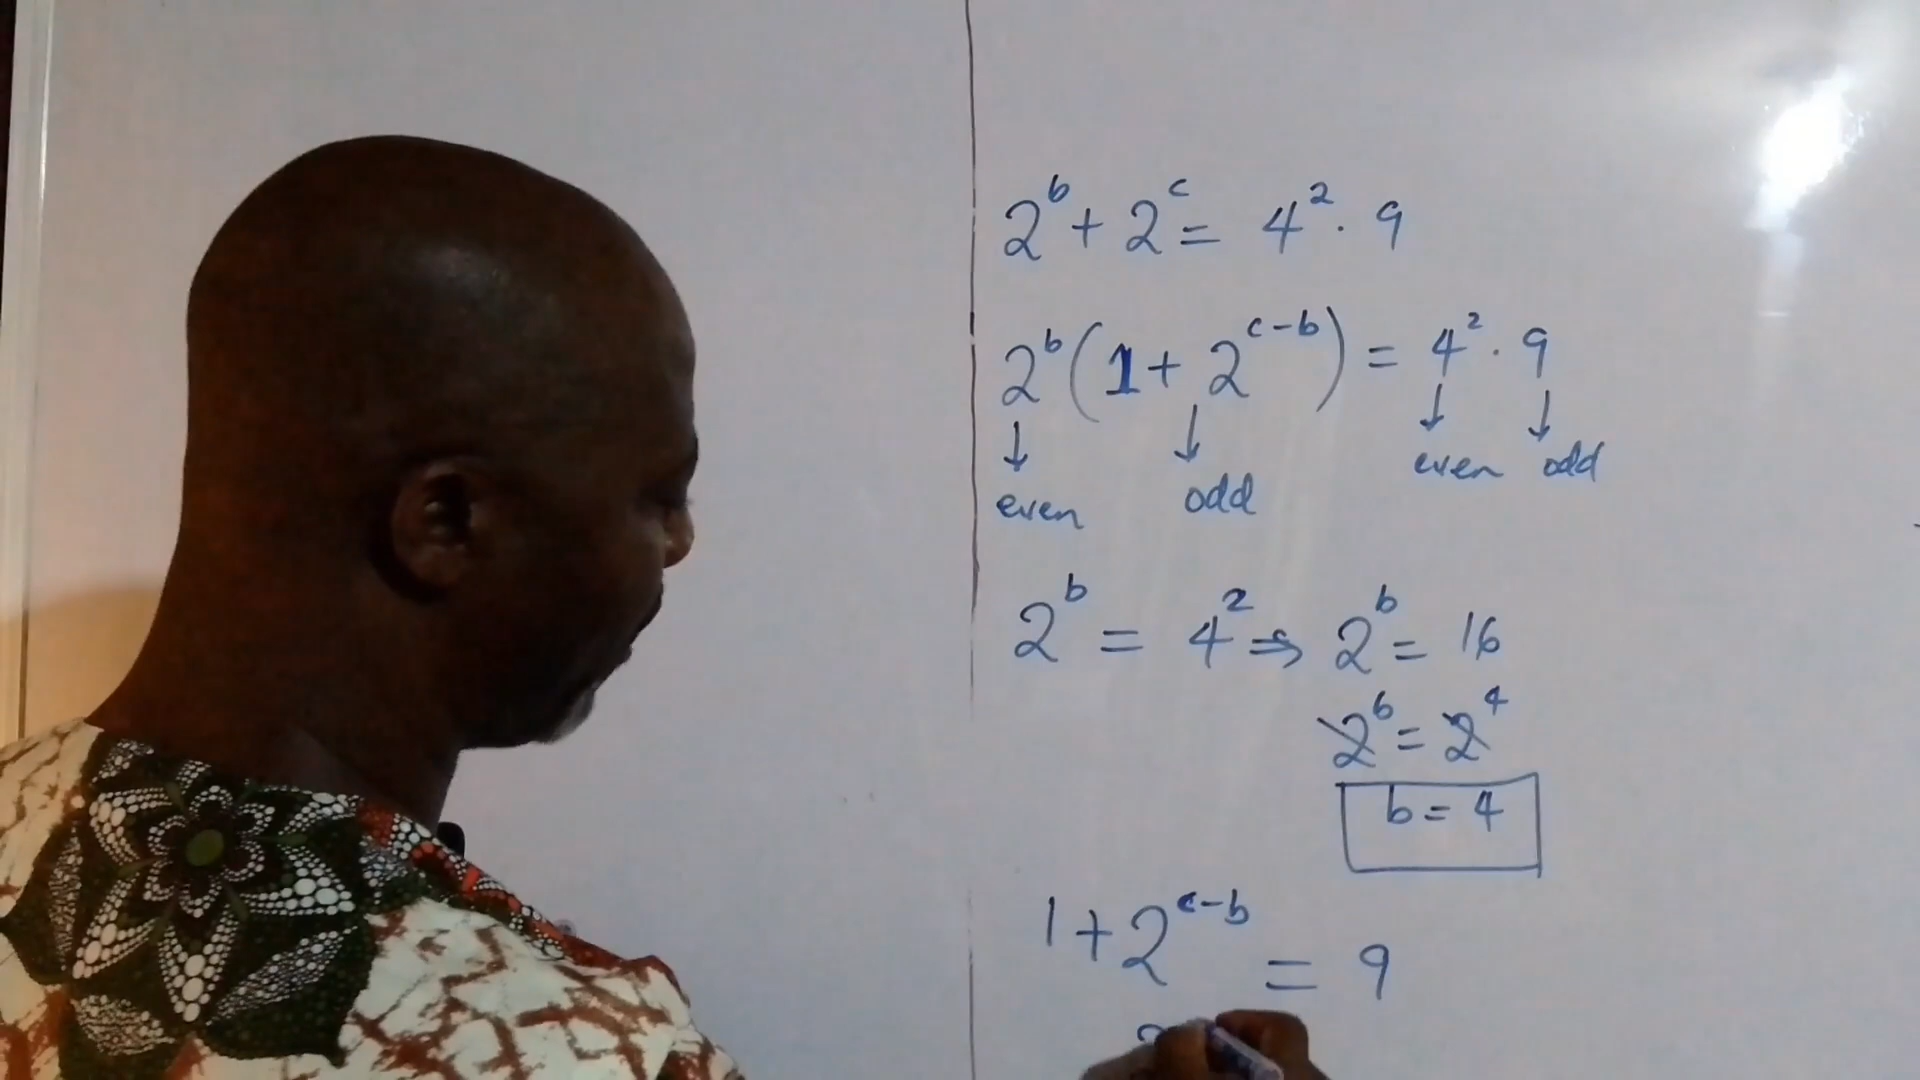 2^b + 2^c = 4^2 · 9
2^b (1 + 2^{c-b}) = 4^2 · 9
even odd even odd
2^b = 4^2 ⇒ 2^b = 16
2^b = 2^4
b = 4
1 + 2^{c-b} = 9